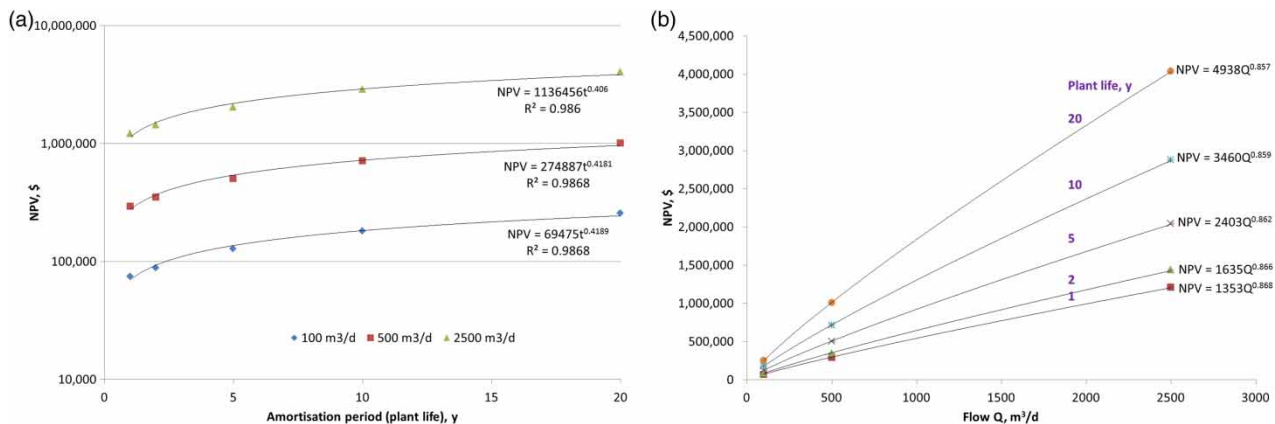 (a)
10,000,000
1,000,000
100,000
10,000
NPV, $
NPV = 1136456t^0.406
R² = 0.986
NPV = 274887t^0.4181
R² = 0.9868
NPV = 69475t^0.4189
R² = 0.9868
100 m3/d 500 m3/d 2500 m3/d
0 5 10 15 20
Amortisation period (plant life), y
(b)
4,500,000
4,000,000
3,500,000
3,000,000
2,500,000
2,000,000
1,500,000
1,000,000
500,000
0
NPV, $
Plant life, y
20
10
5
2
1
NPV = 4938Q^0.857
NPV = 3460Q^0.859
NPV = 2403Q^0.862
NPV = 1635Q^0.866
NPV = 1353Q^0.868
0 500 1000 1500 2000 2500 3000
Flow Q, m³/d